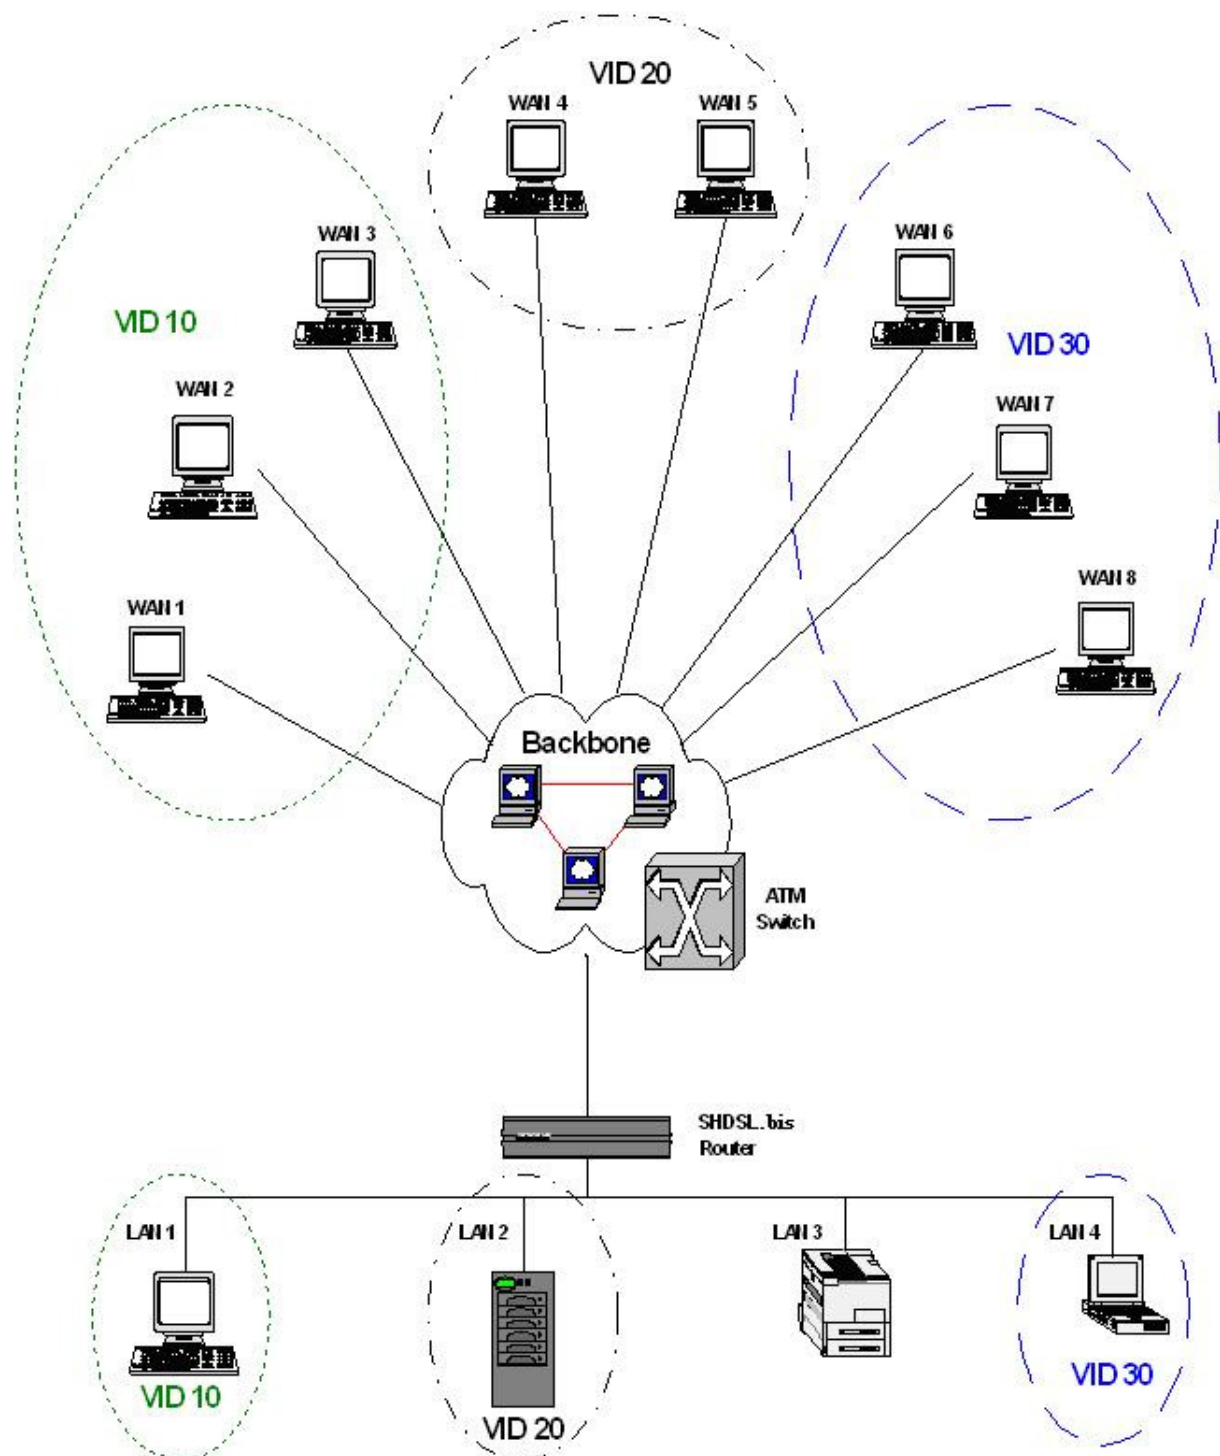 VID 20
WAN 4
WAN 5
WAN 3
WAN 6
VID 10
VID 30
WAN 2
WAN 7
WAN 1
WAN 8
Backbone
ATM
Switch
SHDSL.bis
Router
LAN 1
LAN 2
LAN 3
LAN 4
VID 10
VID 20
VID 30